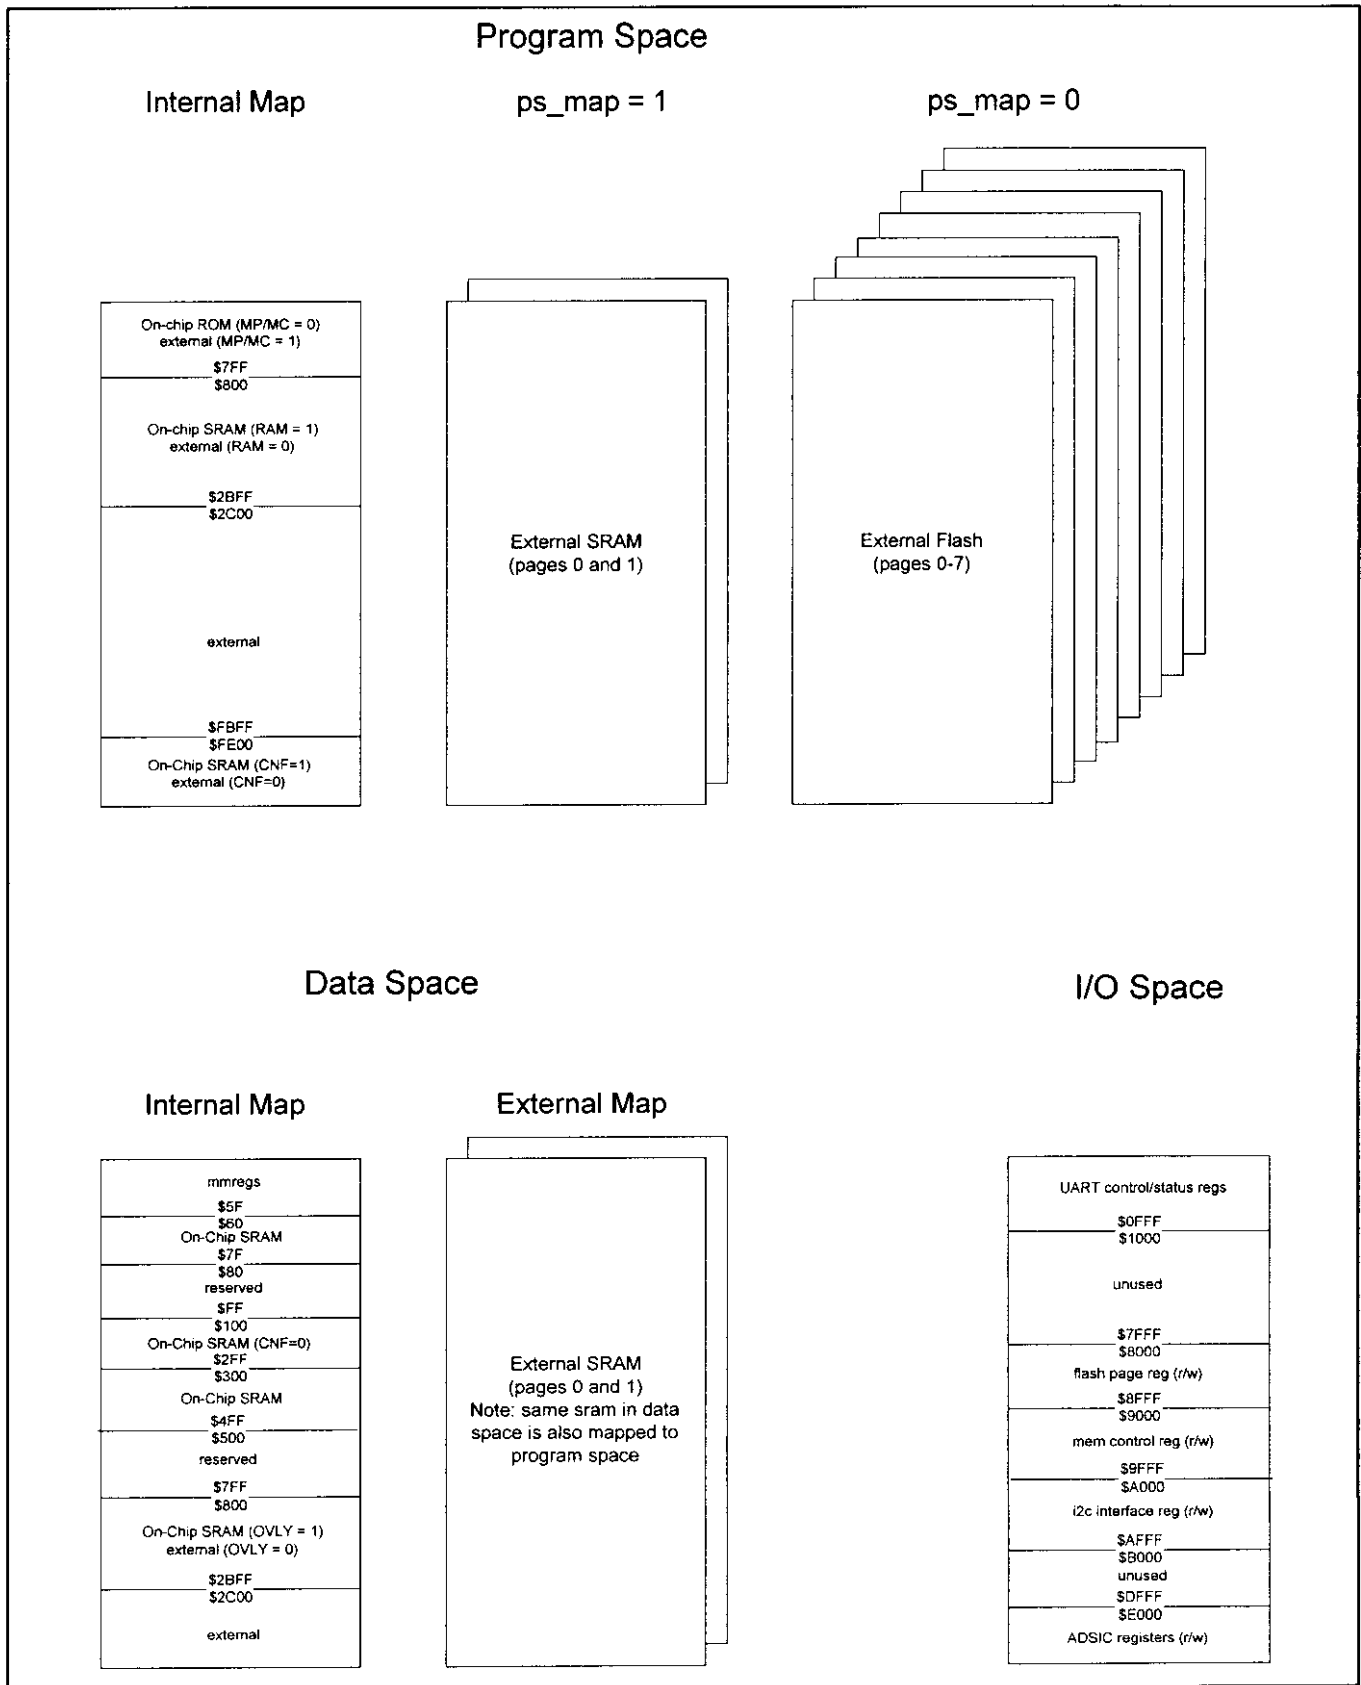 Program Space
Internal Map
ps_map = 1
ps_map = 0
On-chip ROM (MP/MC = 0)
external (MP/MC = 1)
$7FF
$800
On-chip SRAM (RAM = 1)
external (RAM = 0)
$2BFF
$2C00
external
$FBFF
$FE00
On-Chip SRAM (CNF=1)
external (CNF=0)
External SRAM
(pages 0 and 1)
External Flash
(pages 0-7)
Data Space
Internal Map
External Map
mmregs
$5F
$60
On-Chip SRAM
$7F
$80
reserved
$FF
$100
On-Chip SRAM (CNF=0)
$2FF
$300
On-Chip SRAM
$4FF
$500
reserved
$7FF
$800
On-Chip SRAM (OVLY = 1)
external (OVLY = 0)
$2BFF
$2C00
external
External SRAM
(pages 0 and 1)
Note: same sram in data
space is also mapped to
program space
I/O Space
UART control/status regs
$0FFF
$1000
unused
$7FFF
$8000
flash page reg (r/w)
$8FFF
$9000
mem control reg (r/w)
$9FFF
$A000
i2c interface reg (r/w)
$AFFF
$B000
unused
$DFFF
$E000
ADSIC registers (r/w)